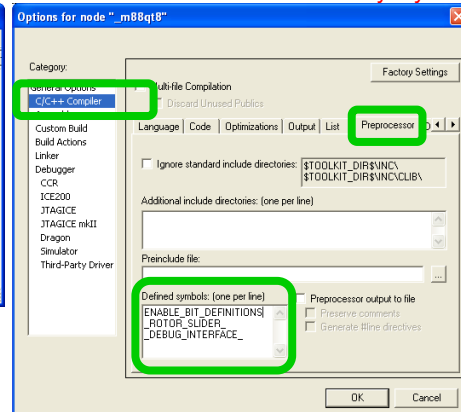 Options for node "_m88qt8"
Category:
Factory Settings
General Options
Multi-file Compilation
C/C++ Compiler
Discard Unused Publics
Custom Build
Build Actions
Linker
Debugger
CCR
ICE200
JTAGICE
JTAGICE mkII
Dragon
Simulator
Third-Party Driver
Language
Code
Optimizations
Output
List
Preprocessor
Ignore standard include directories:
$TOOLKIT_DIR$\INC\
$TOOLKIT_DIR$\INC\CLIB\
Additional include directories: (one per line)
Preinclude file:
...
Defined symbols: (one per line)
ENABLE_BIT_DEFINITIONS
_ROTOR_SLIDER_
_DEBUG_INTERFACE_
Preprocessor output to file
Preserve comments
Generate #line directives
OK
Cancel